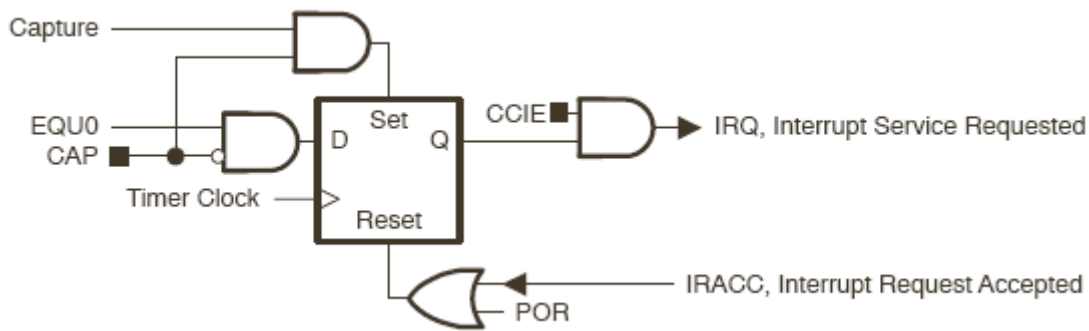 Capture
Set
CCIE
EQU0
D
Q
IRQ, Interrupt Service Requested
CAP
Timer Clock
Reset
IRACC, Interrupt Request Accepted
POR